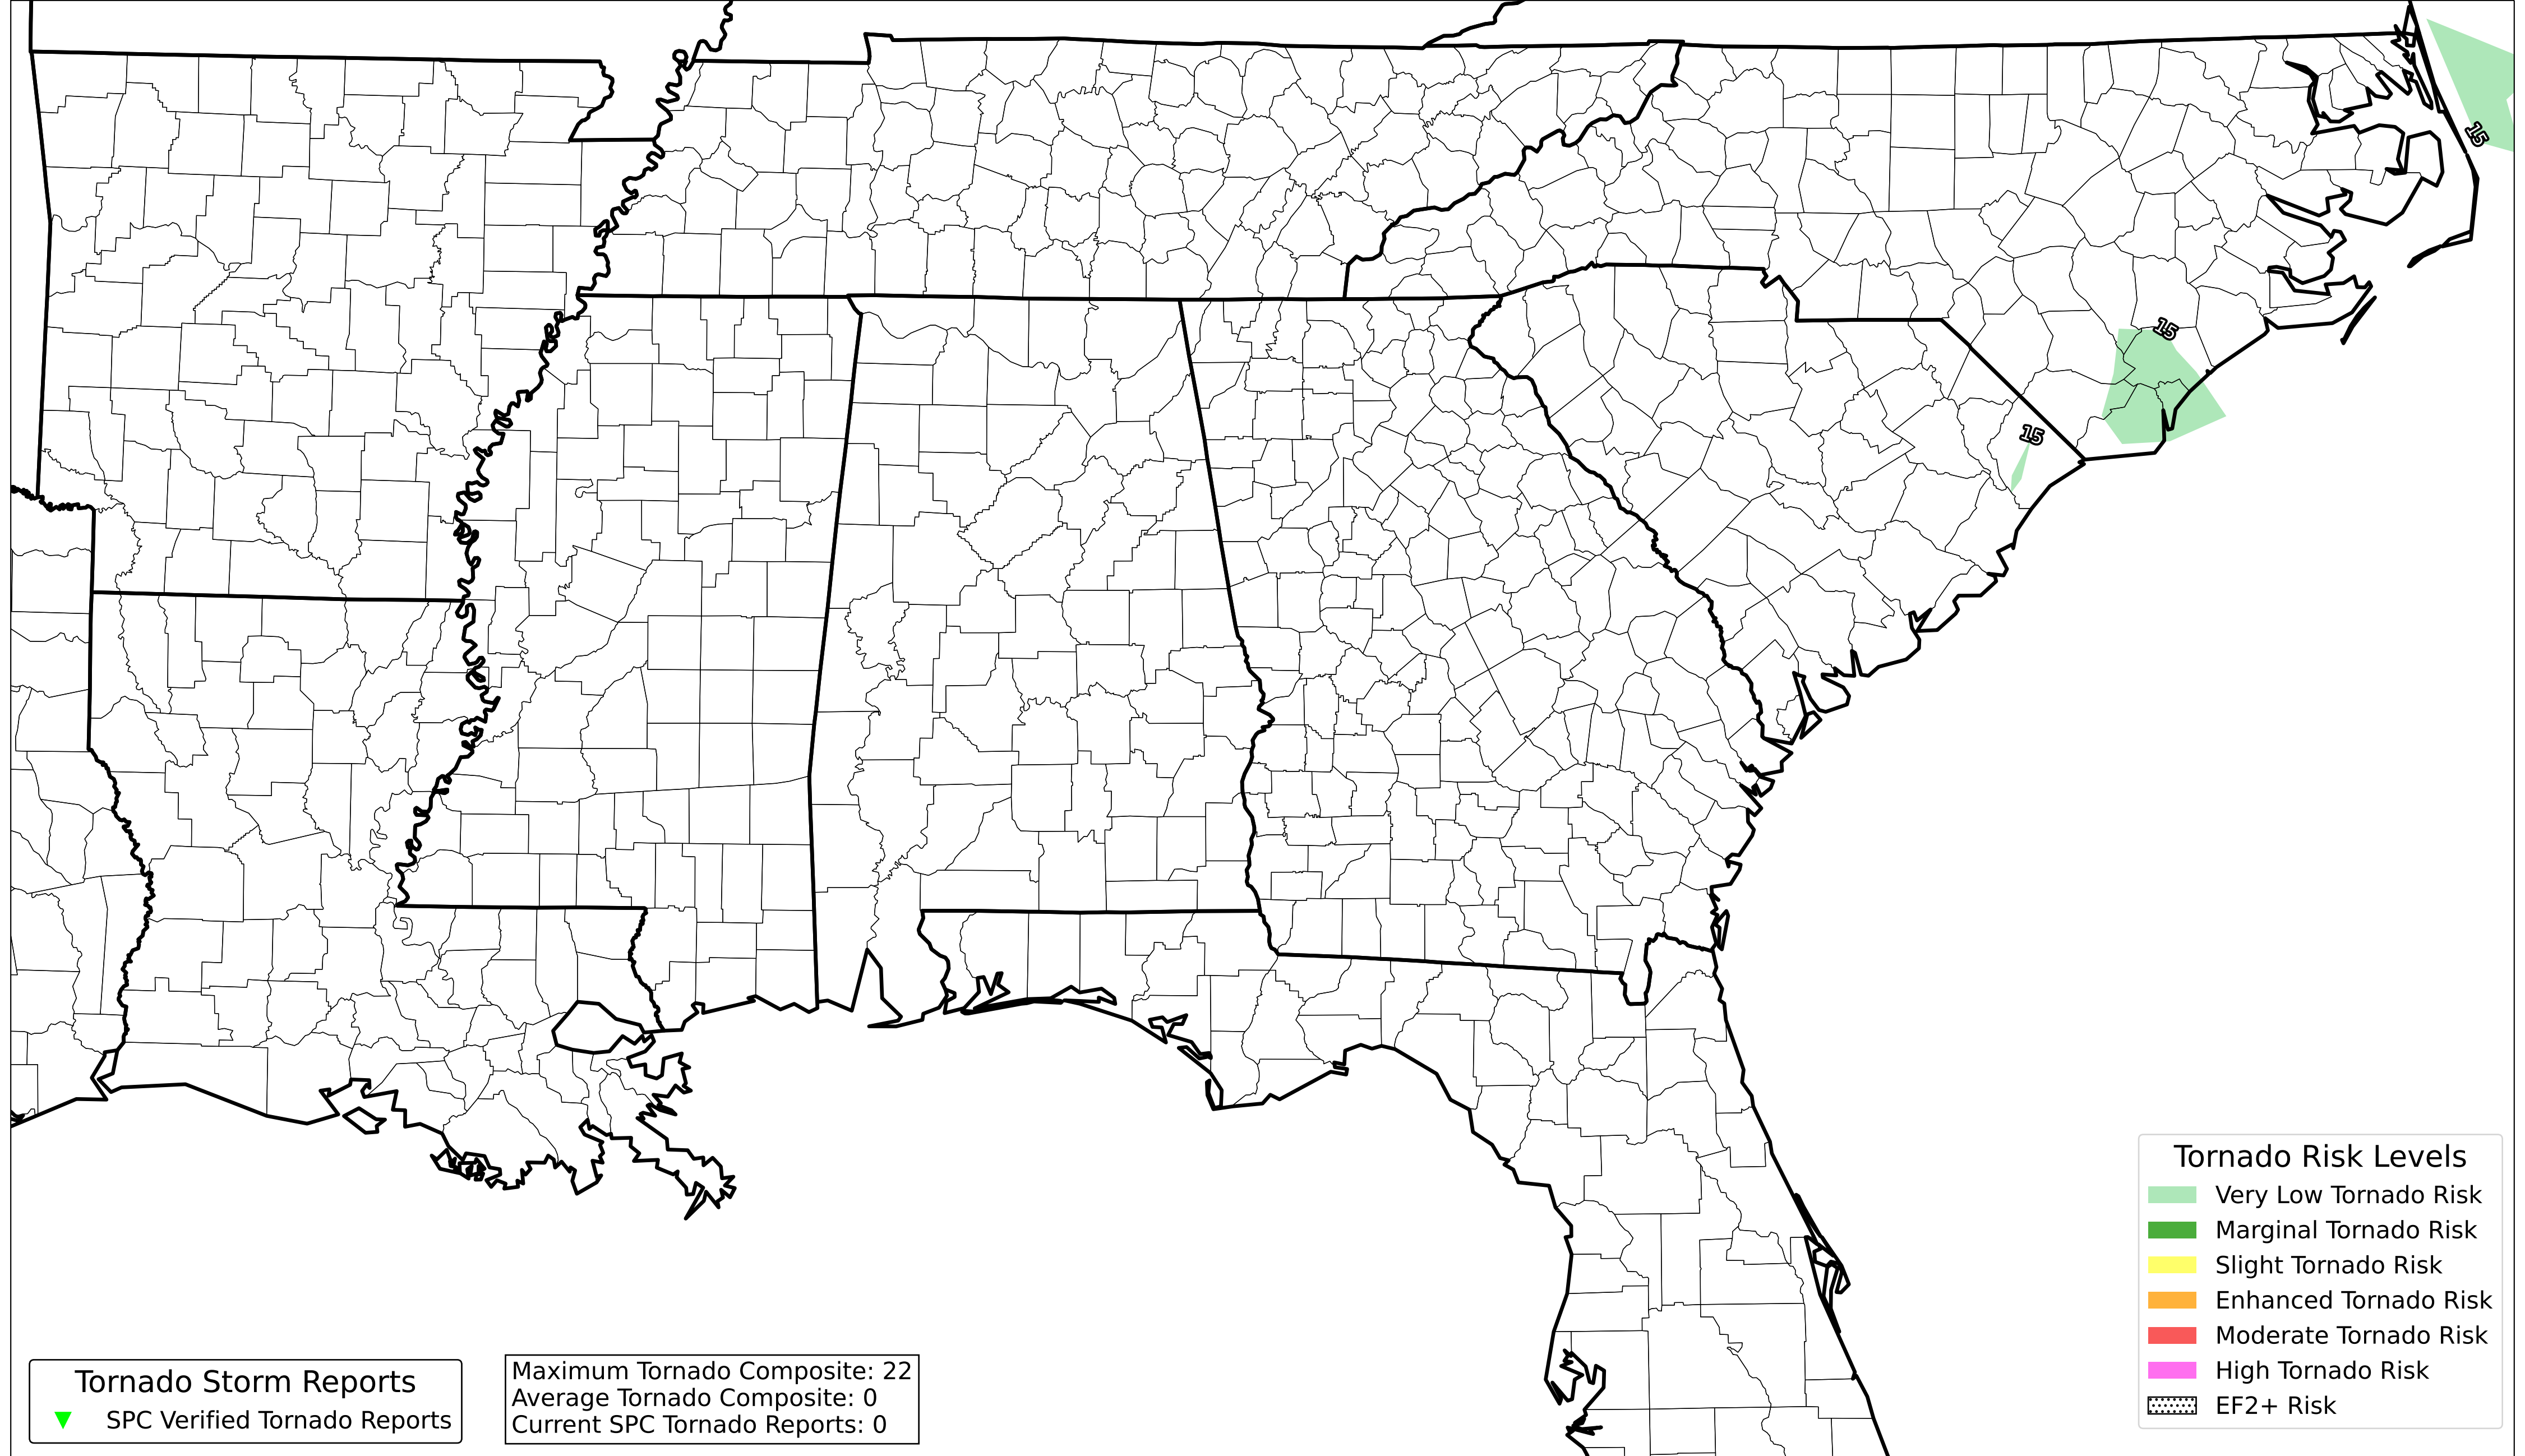 15
15
15
Tornado Risk Levels
Very Low Tornado Risk
Marginal Tornado Risk
Slight Tornado Risk
Enhanced Tornado Risk
Moderate Tornado Risk
High Tornado Risk
EF2+ Risk
Tornado Storm Reports
SPC Verified Tornado Reports
Maximum Tornado Composite: 22
Average Tornado Composite: 0
Current SPC Tornado Reports: 0